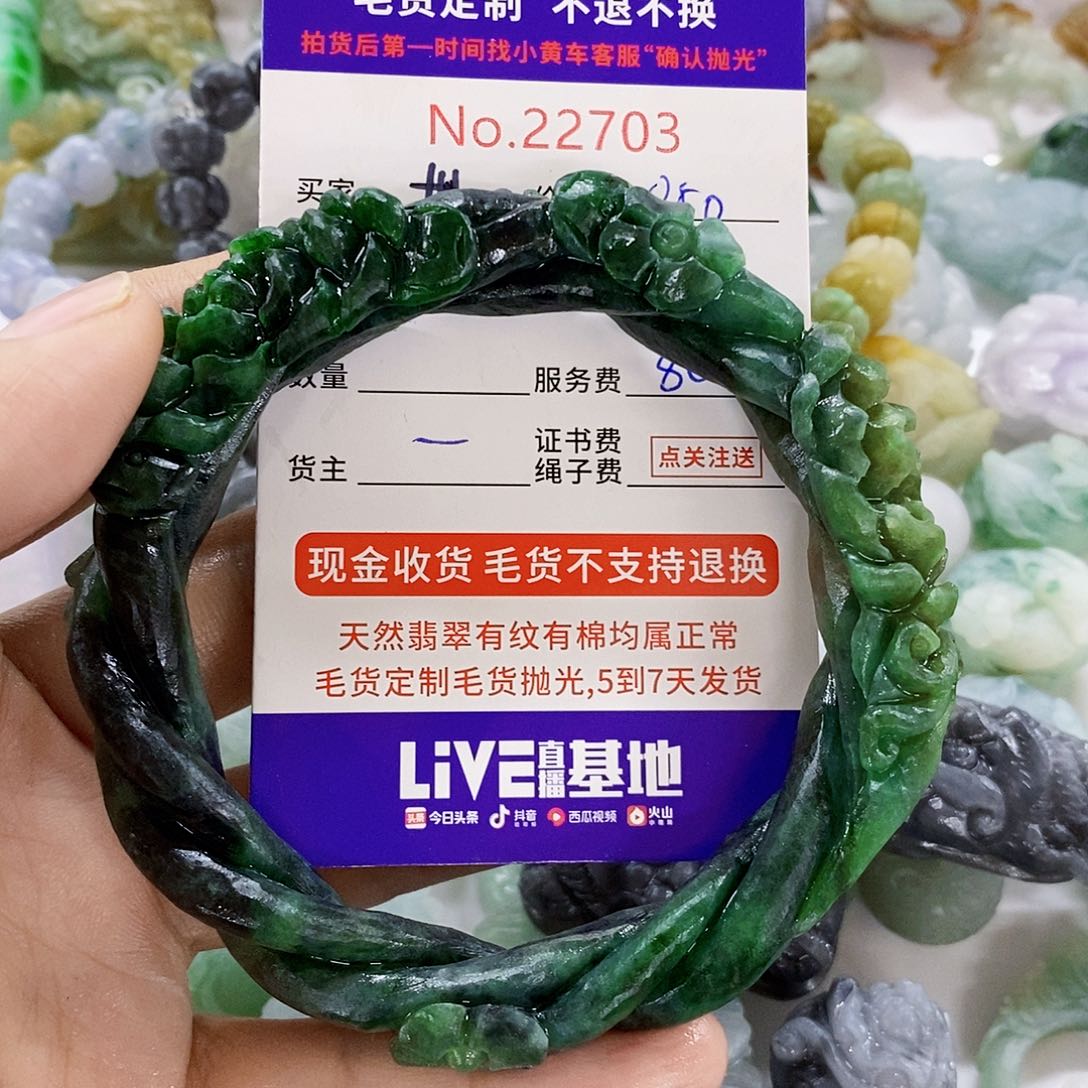 毛货定制 不退不换
拍货后第一时间找小黄车客服“确认抛光”
No.22703
买家
数量 服务费
货主 一 证书费 绳子费 点关注送
现金收货 毛货不支持退换
天然翡翠有纹有棉均属正常
毛货定制毛货抛光,5到7天发货
LiVE直播基地
头条 今日头条 抖音 西瓜视频 火山